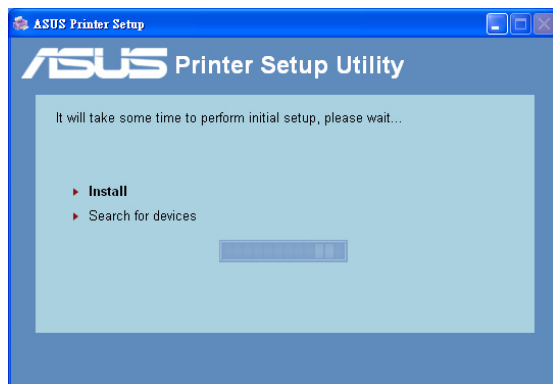 ASUS Printer Setup
ASUS Printer Setup Utility
It will take some time to perform initial setup, please wait...
Install
Search for devices